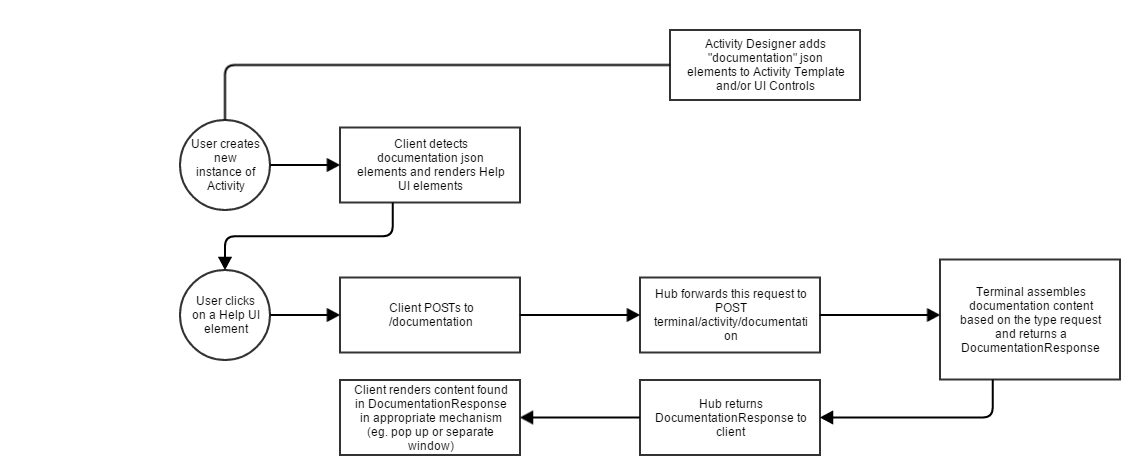 Activity Designer adds
"documentation" json
elements to Activity Template
and/or UI Controls
User creates
new
instance of
Activity
Client detects
documentation json
elements and renders Help
UI elements
User clicks
on a Help UI
element
Client POSTs to
/documentation
Hub forwards this request to
POST
terminal/activity/documentati
on
Terminal assembles
documentation content
based on the type request
and returns a
DocumentationResponse
Hub returns
DocumentationResponse to
client
Client renders content found
in DocumentationResponse
in appropriate mechanism
(eg. pop up or separate
window)